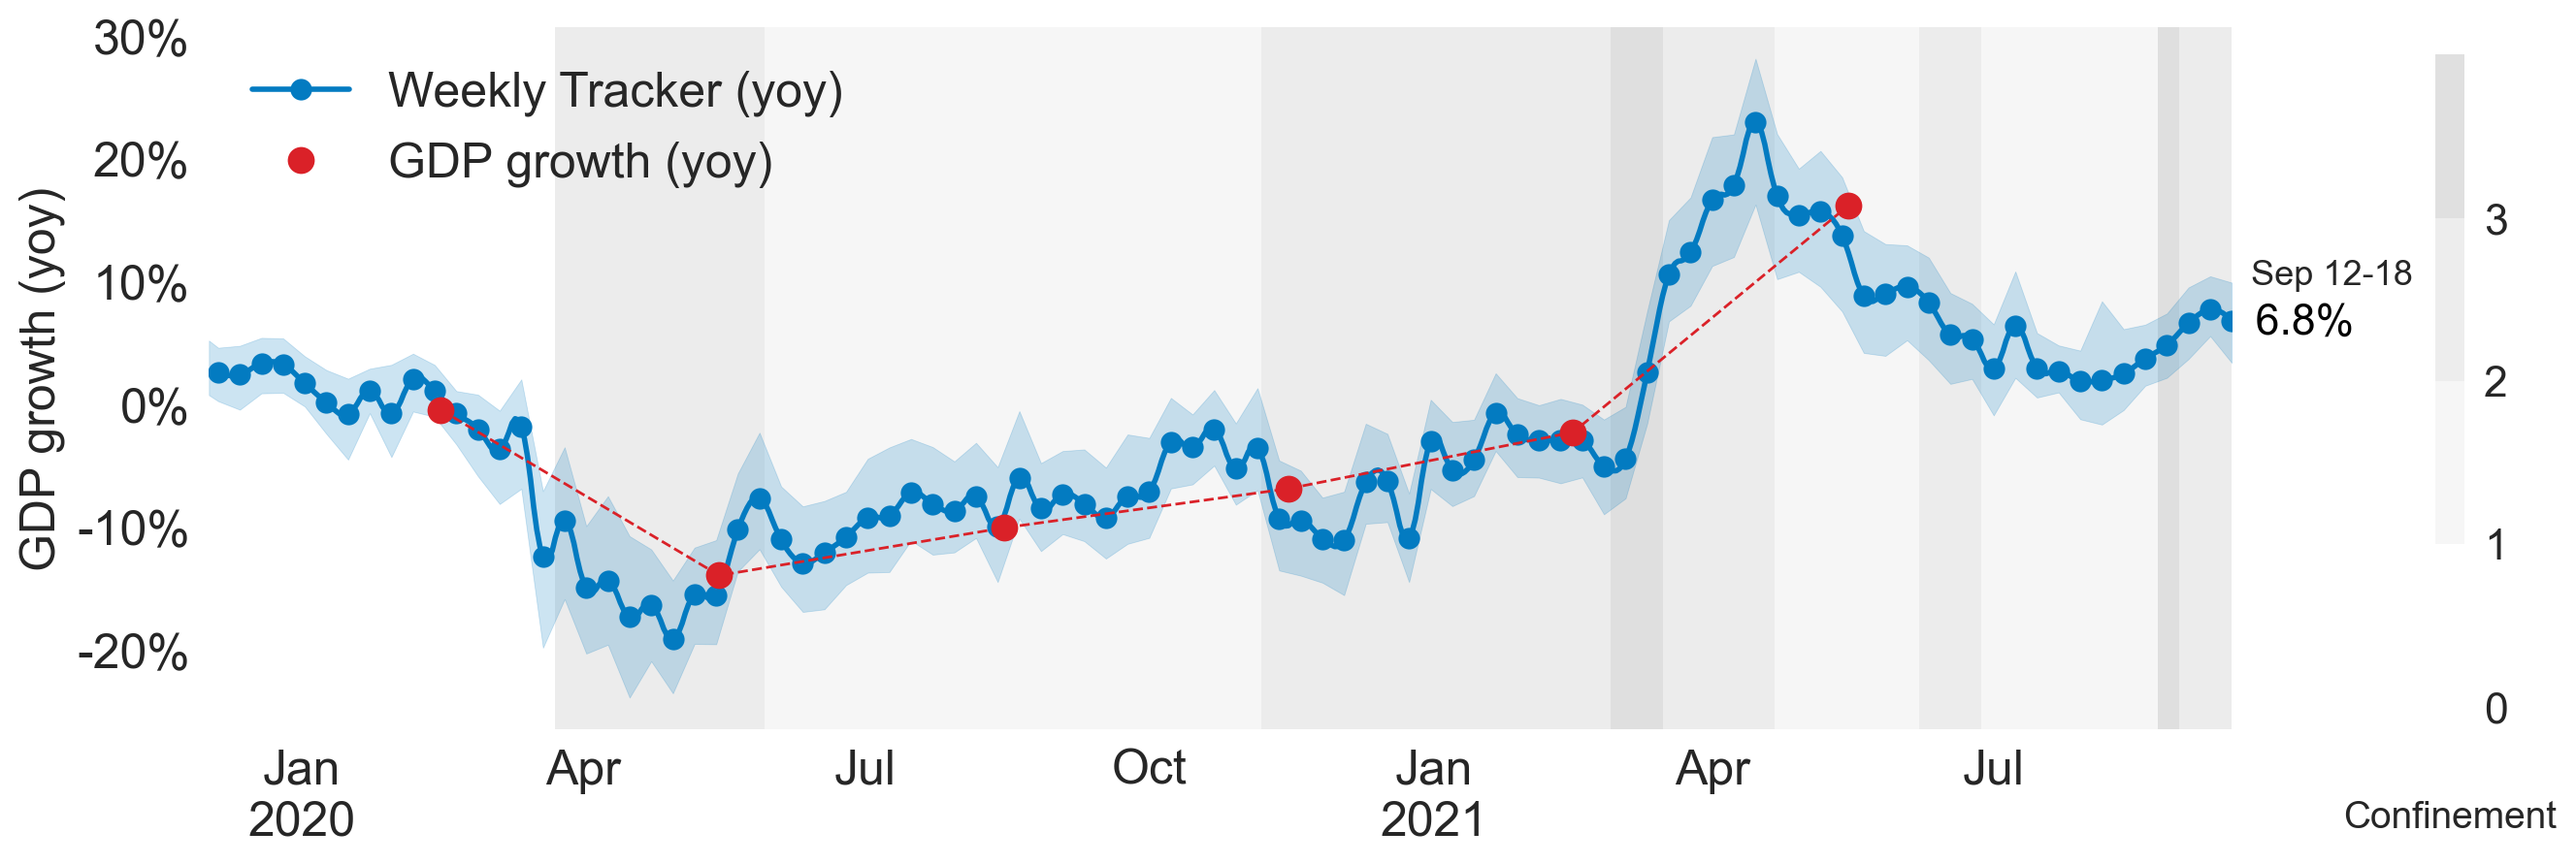 30%
Weekly Tracker (yoy)
GDP growth (yoy)
20%
10%
0%
-10%
-20%
GDP growth (yoy)
Sep 12-18
6.8%
3
2
1
0
Jan Apr Jul Oct Jan Apr Jul
2020 2021
Confinement